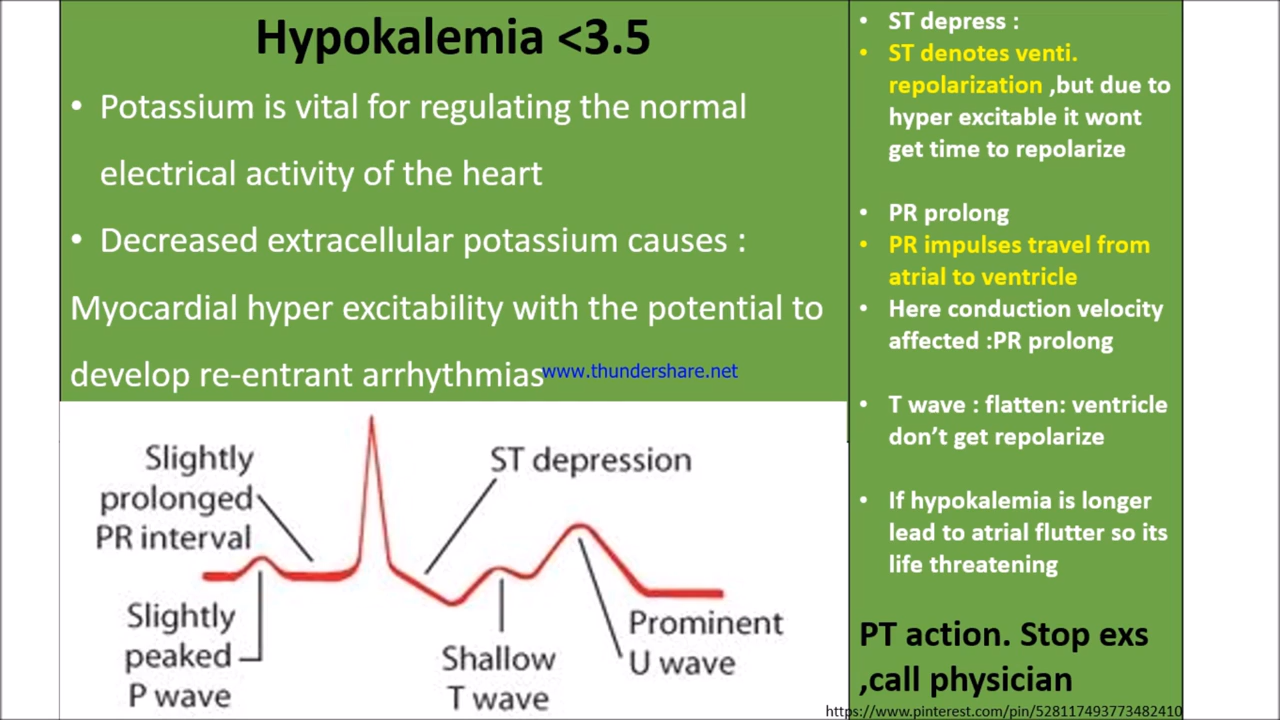 Hypokalemia <3.5
• Potassium is vital for regulating the normal
electrical activity of the heart
• Decreased extracellular potassium causes :
Myocardial hyper excitability with the potential to
develop re-entrant arrhythmias
www.thundershare.net
Slightly
prolonged
PR interval
ST depression
Slightly
peaked
P wave
Shallow
T wave
Prominent
U wave
• ST depress :
• ST denotes venti.
repolarization ,but due to
hyper excitable it wont
get time to repolarize
• PR prolong
• PR impulses travel from
atrial to ventricle
• Here conduction velocity
affected :PR prolong
• T wave : flatten: ventricle
don’t get repolarize
• If hypokalemia is longer
lead to atrial flutter so its
life threatening
PT action. Stop exs
,call physician
https://www.pinterest.com/pin/528117493773482410